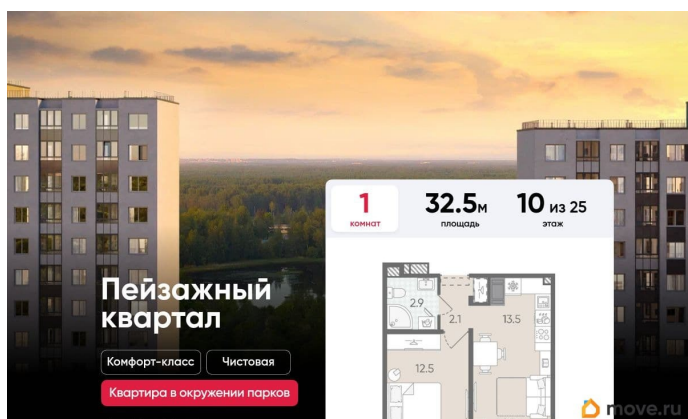 1
комнат
32.5м
площадь
10 из 25
этаж
Пейзажный
квартал
Комфорт-класс
Чистовая
Квартира в окружении парков
2.9
2.1
13.5
12.5
move.ru